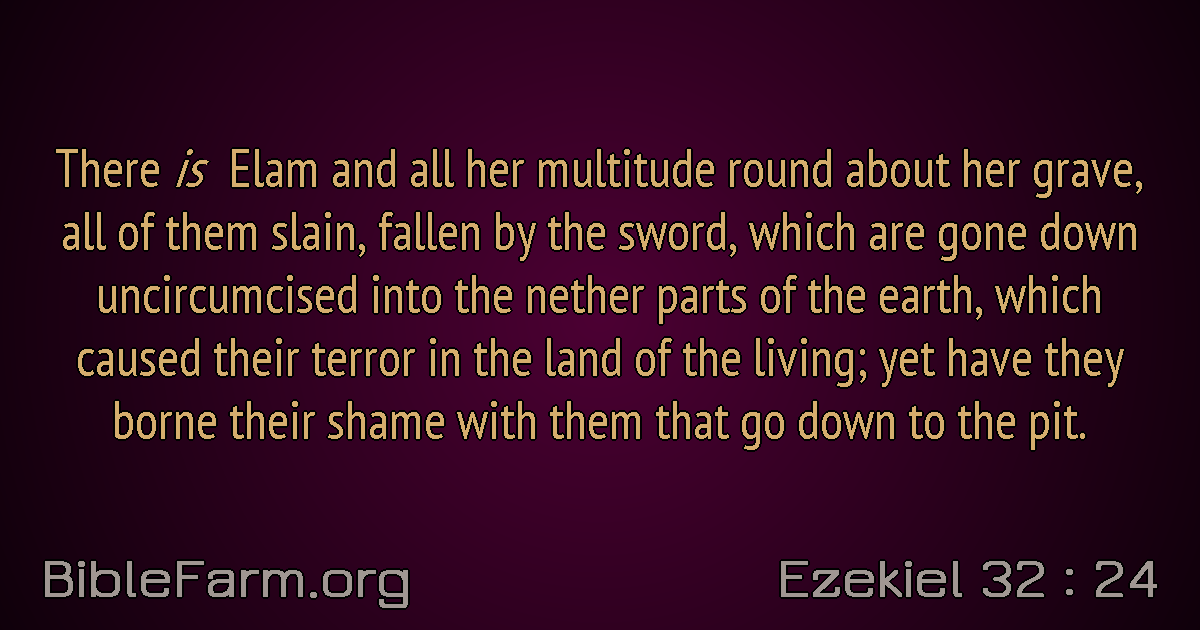 There is Elam and all her multitude round about her grave,
all of them slain, fallen by the sword, which are gone down
uncircumcised into the nether parts of the earth, which
caused their terror in the land of the living; yet have they
borne their shame with them that go down to the pit.
BibleFarm.org
Ezekiel 32 : 24